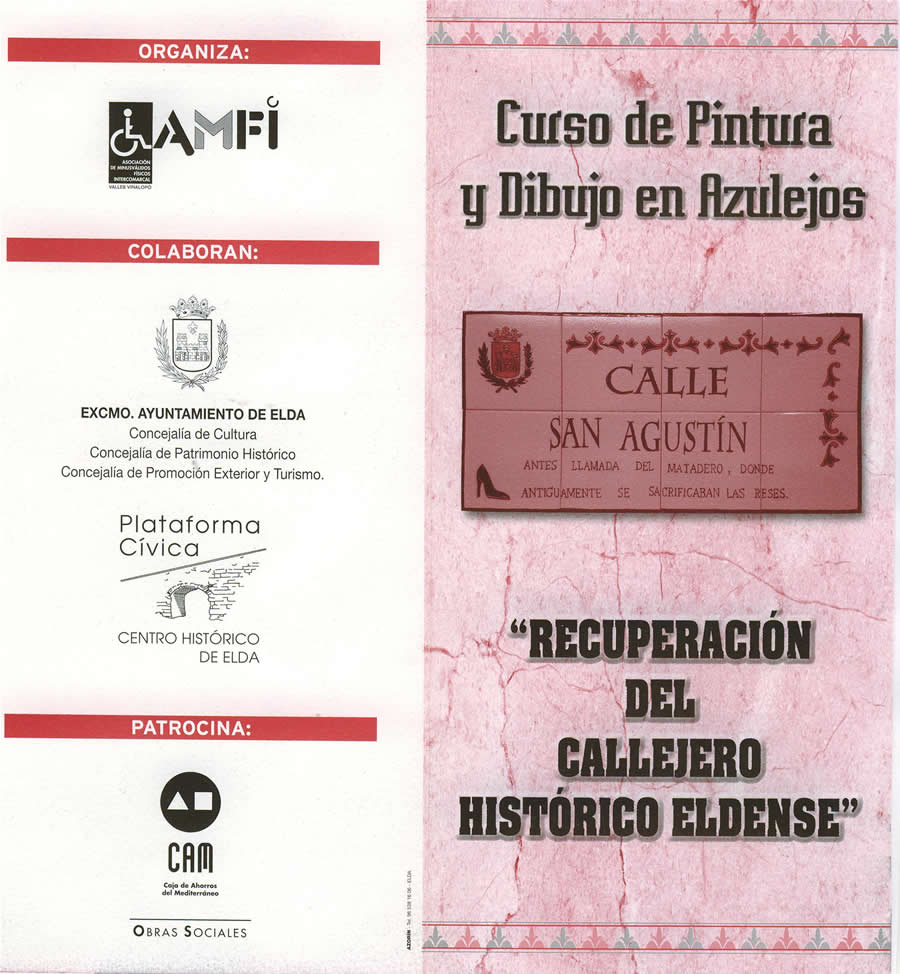 ORGANIZA:
AMFI
ASOCIACIÓN
DE MINUSVÁLIDOS
FÍSICOS
INTERCOMARCAL
VALLES VINALOPÓ
COLABORAN:
EXCMO. AYUNTAMIENTO DE ELDA
Concejalía de Cultura
Concejalía de Patrimonio Histórico
Concejalía de Promoción Exterior y Turismo.
Plataforma
Cívica
CENTRO HISTÓRICO
DE ELDA
PATROCINA:
CAM
Caja de Ahorros
del Mediterráneo
OBRAS SOCIALES
Curso de Pintura
y Dibujo en Azulejos
CALLE
SAN AGUSTÍN
ANTES LLAMADA DEL MATADERO, DONDE
ANTIGUAMENTE SE SACRIFICABAN LAS RESES.
“RECUPERACIÓN
DEL
CALLEJERO
HISTÓRICO ELDENSE”